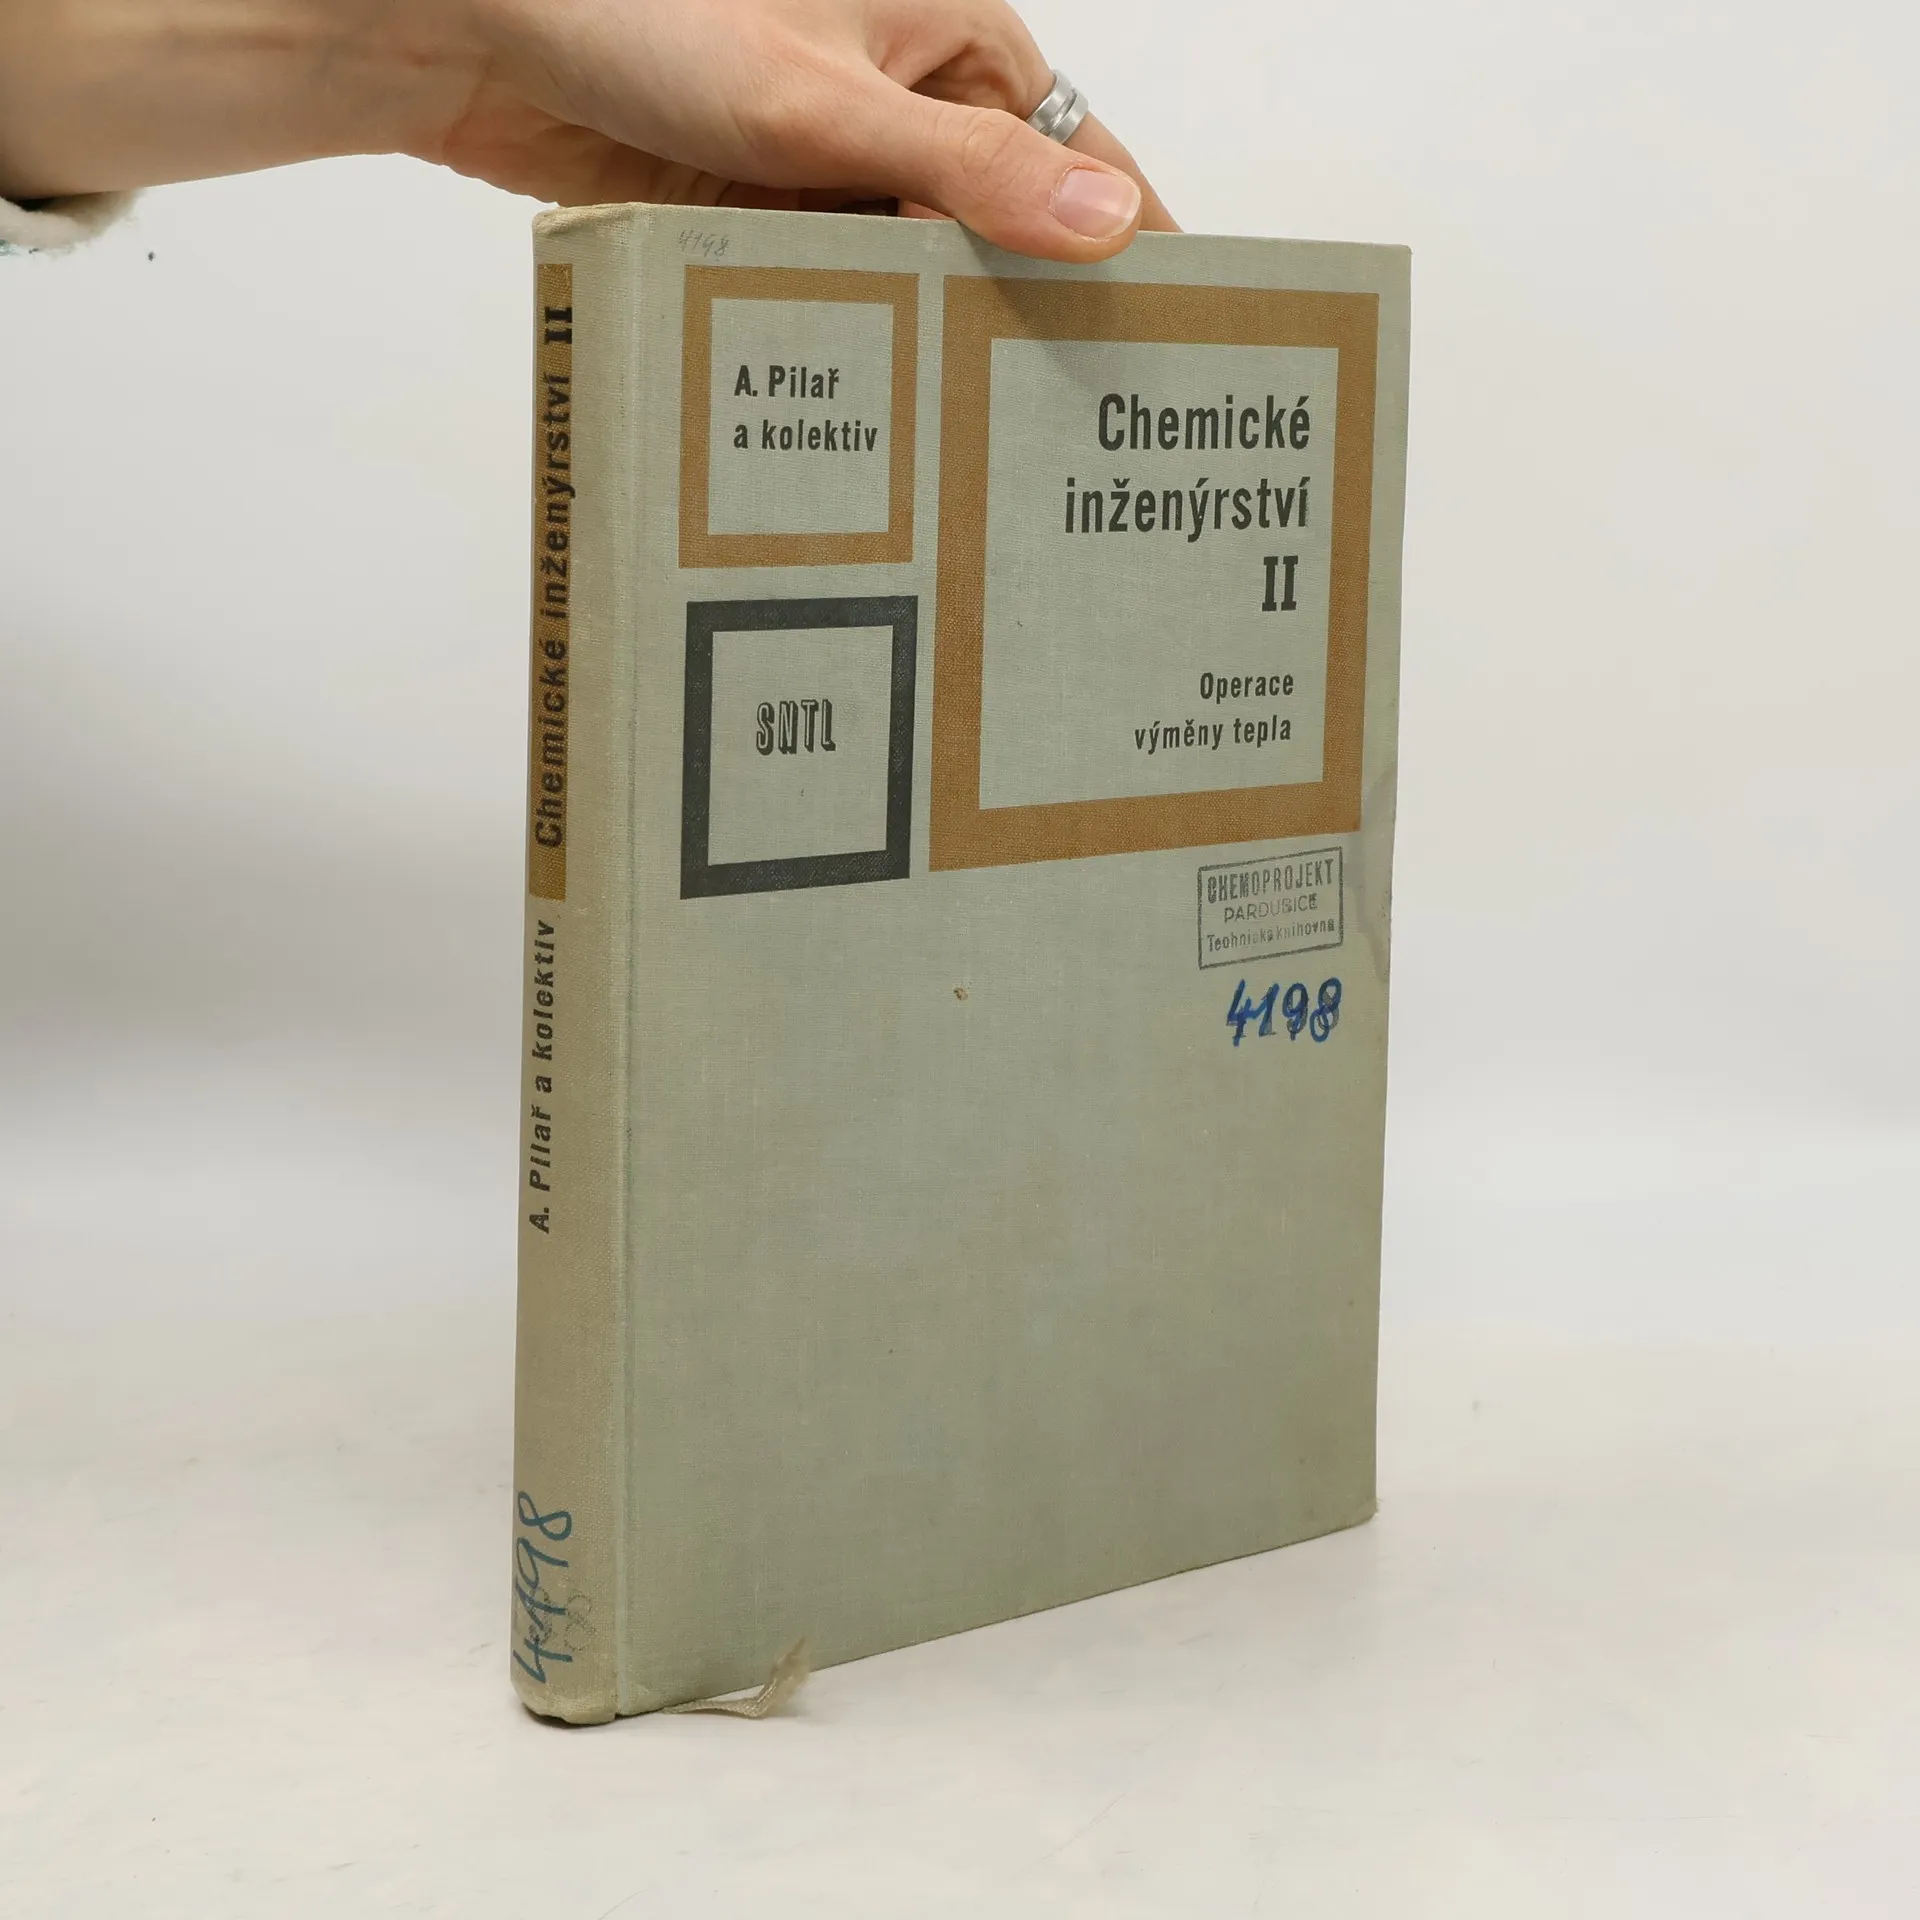 4198
A. Pilař
a kolektiv
Chemické
inženýrství
II
Operace
výměny tepla
SNTL
CHEMOPROJEKT
PARDUBICE
Technická knihovna
4198
A. Pilař a kolektiv Chemické inženýrství II
4198